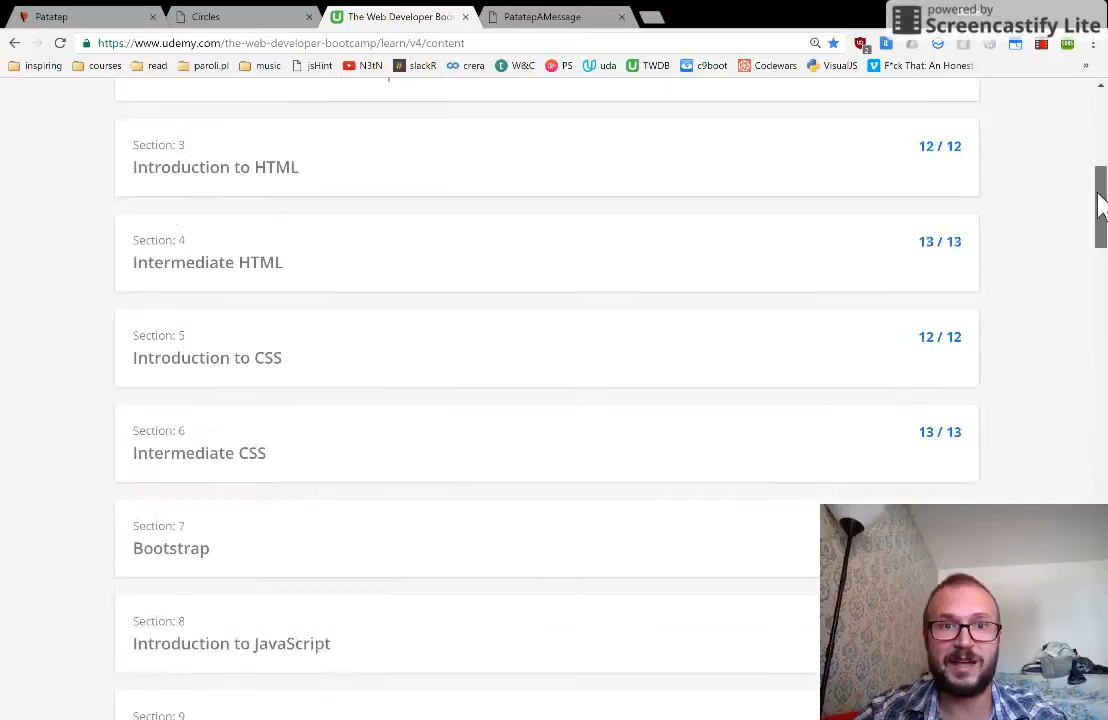 Patatap
Circles
The Web Developer Boo
PatatapAMessage
powered by
Screencastify Lite
https://www.udemy.com/the-web-developer-bootcamp/learn/v4/content
inspiring
courses
read
paroli.pl
music
jsHint
N3tN
slackR
crera
W&C
PS
uda
TWDB
c9boot
Codewars
VisualJS
F*ck That: An Honest
»
Section: 3
12 / 12
Introduction to HTML
Section: 4
13 / 13
Intermediate HTML
Section: 5
12 / 12
Introduction to CSS
Section: 6
13 / 13
Intermediate CSS
Section: 7
Bootstrap
Section: 8
Introduction to JavaScript
Section: 9